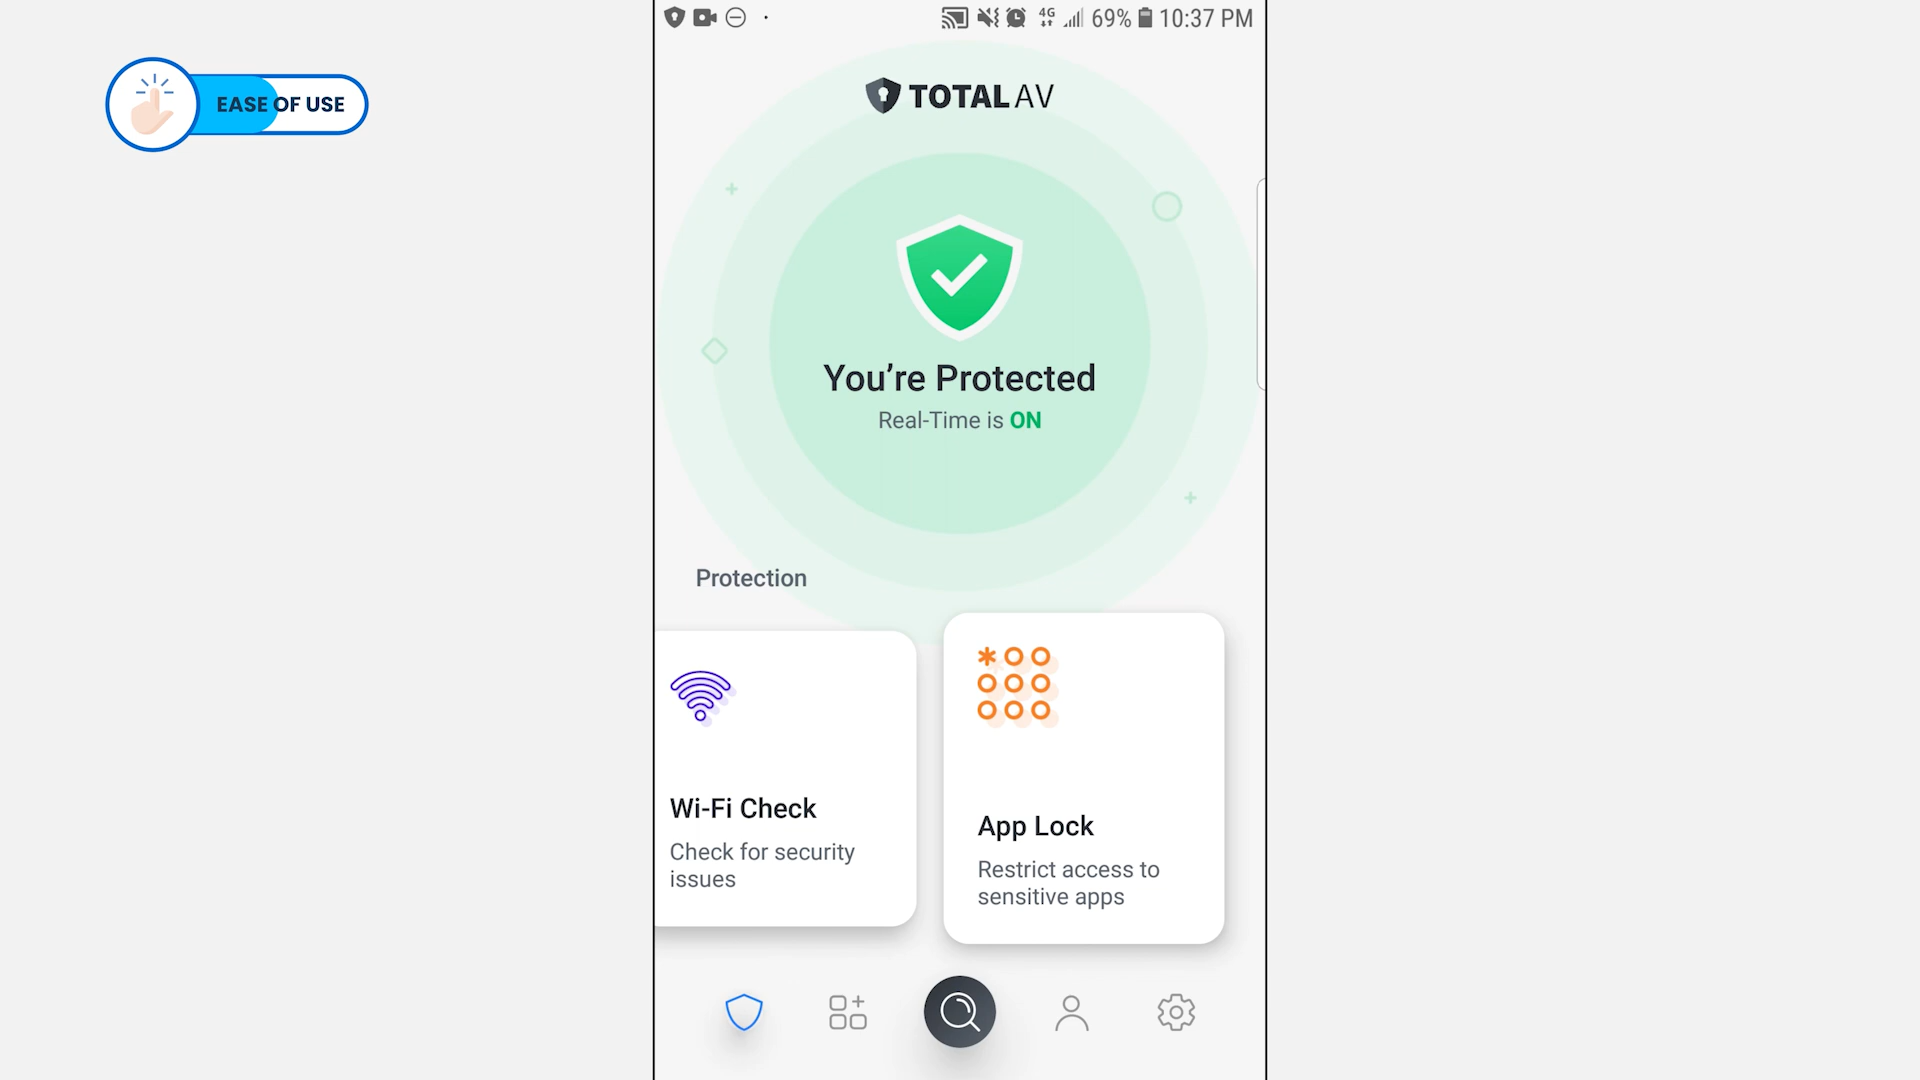 EASE OF USE
4G 69% 10:37 PM
TOTAL AV
You’re Protected
Real-Time is ON
Protection
Wi-Fi Check
Check for security
issues
App Lock
Restrict access to
sensitive apps